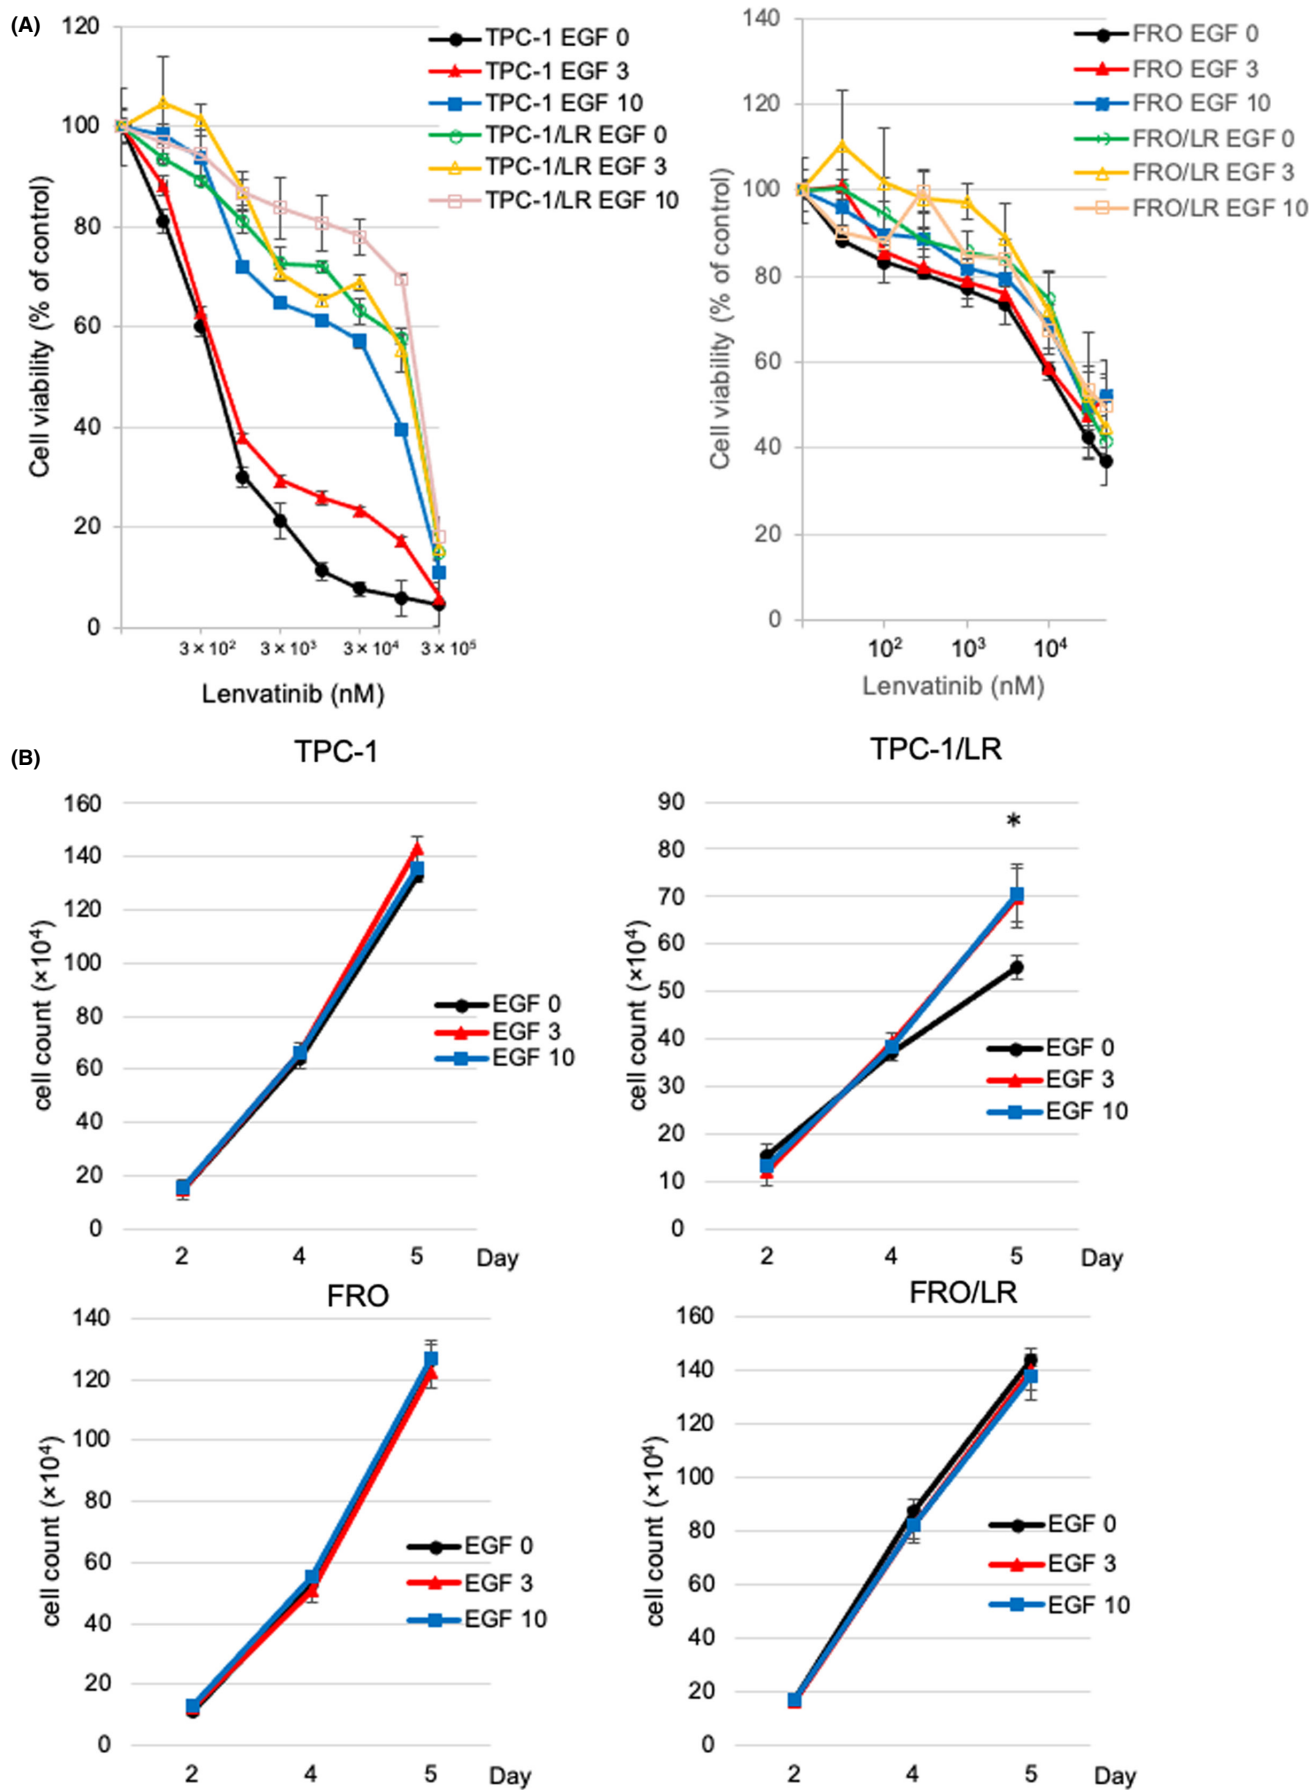 (A)
120
100
80
60
40
20
0
Cell viability (% of control)
3 × 10² 3 × 10³ 3 × 10⁴ 3 × 10⁵
Lenvatinib (nM)
TPC-1 EGF 0
TPC-1 EGF 3
TPC-1 EGF 10
TPC-1/LR EGF 0
TPC-1/LR EGF 3
TPC-1/LR EGF 10
140
120
100
80
60
40
20
0
Cell viability (% of control)
10² 10³ 10⁴
Lenvatinib (nM)
FRO EGF 0
FRO EGF 3
FRO EGF 10
FRO/LR EGF 0
FRO/LR EGF 3
FRO/LR EGF 10
(B)
TPC-1
160
140
120
100
80
60
40
20
0
cell count (×10⁴)
EGF 0
EGF 3
EGF 10
2 4 5 Day
TPC-1/LR
90
80
70
60
50
40
30
20
10
0
cell count (×10⁴)
*
EGF 0
EGF 3
EGF 10
2 4 5 Day
FRO
140
120
100
80
60
40
20
0
cell count (×10⁴)
EGF 0
EGF 3
EGF 10
2 4 5 Day
FRO/LR
160
140
120
100
80
60
40
20
0
cell count (×10⁴)
EGF 0
EGF 3
EGF 10
2 4 5 Day